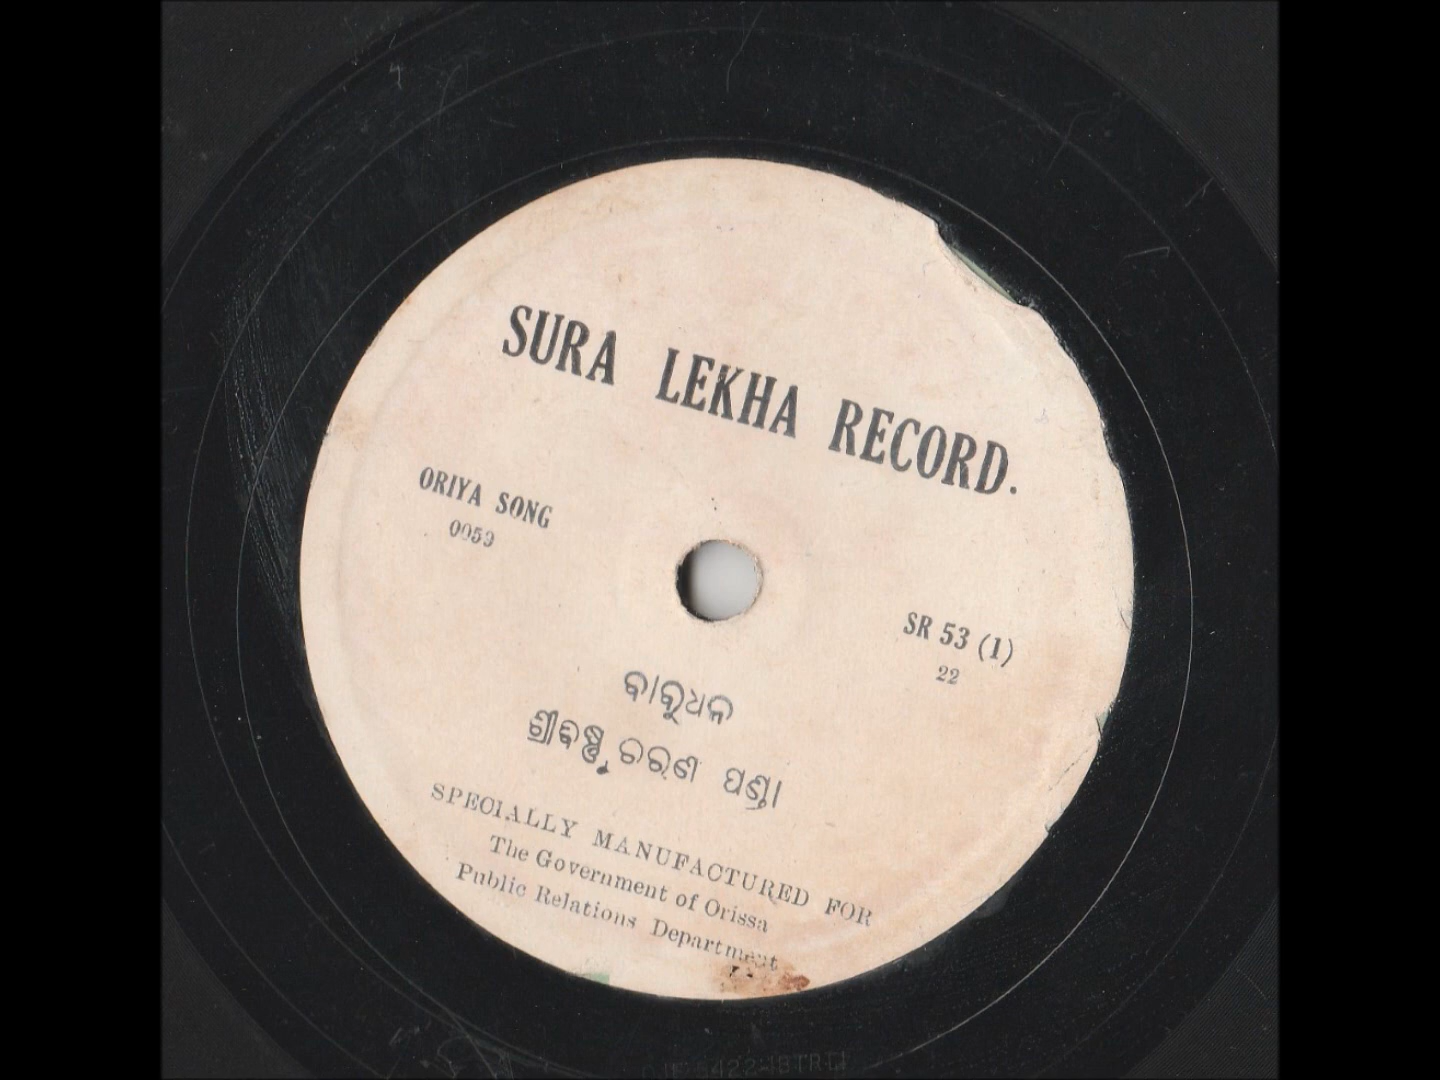 SURA LEKHA RECORD.
ORIYA SONG
0059
SR 53 (1)
22
ବାବୁଧନ
ଶ୍ରୀବିଷ୍ଣୁ ଚରଣ ପଣ୍ଡା
SPECIALLY MANUFACTURED FOR
The Government of Orissa
Public Relations Department